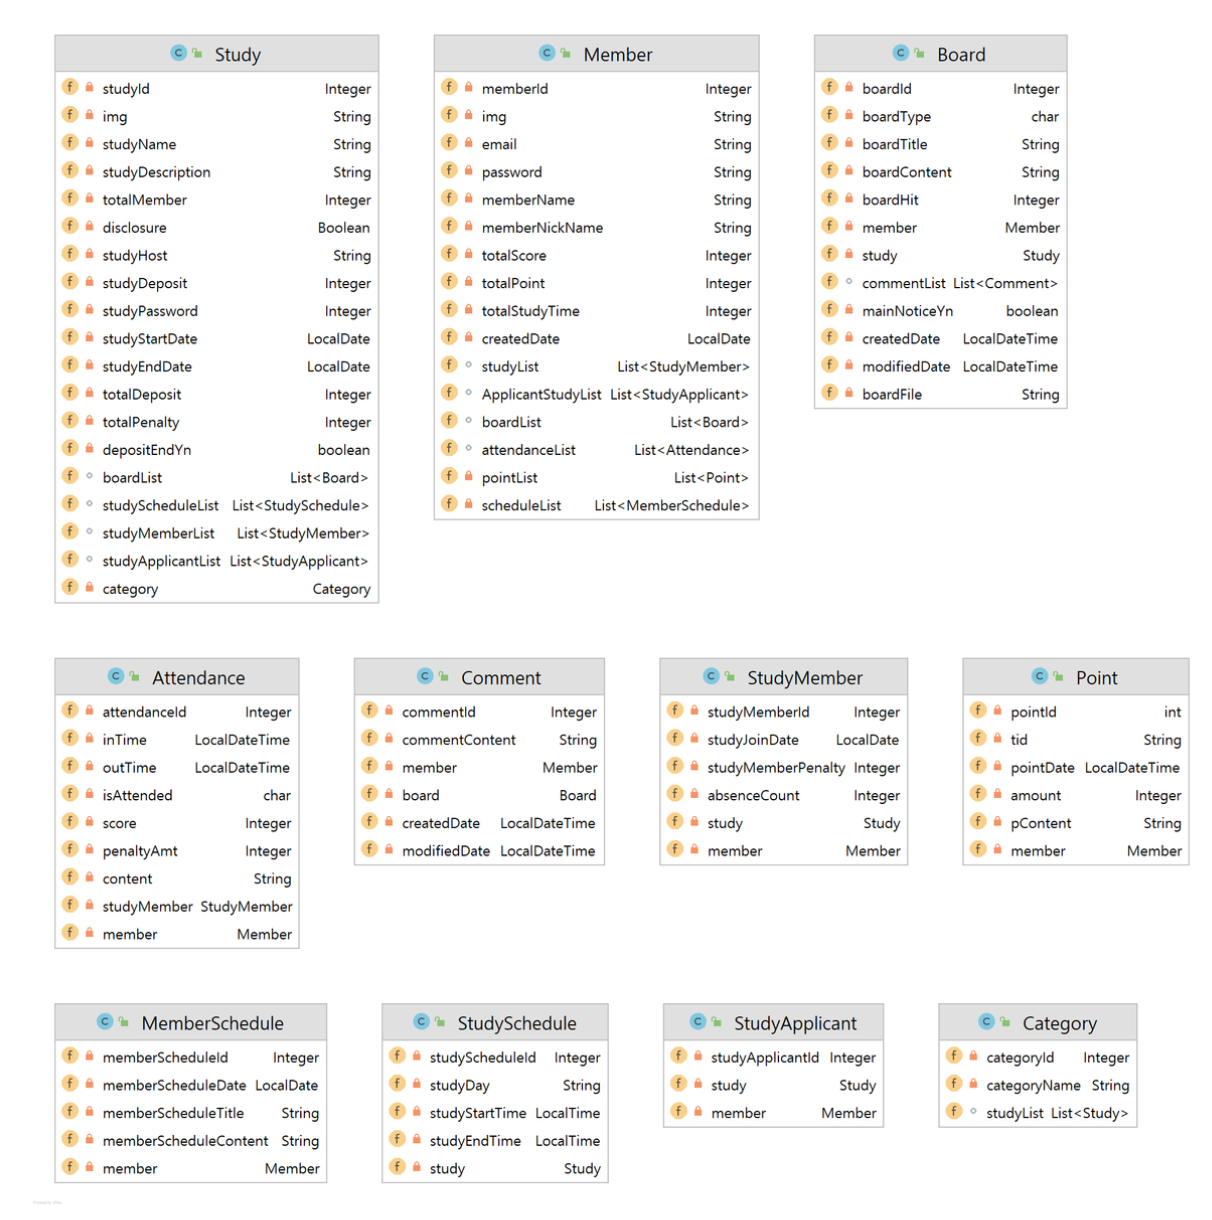 Study
studyId Integer
img String
studyName String
studyDescription String
totalMember Integer
disclosure Boolean
studyHost String
studyDeposit Integer
studyPassword Integer
studyStartDate LocalDate
studyEndDate LocalDate
totalDeposit Integer
totalPenalty Integer
depositEndYn boolean
boardList List<Board>
studyScheduleList List<StudySchedule>
studyMemberList List<StudyMember>
studyApplicantList List<StudyApplicant>
category Category
Member
memberId Integer
img String
email String
password String
memberName String
memberNickName String
totalScore Integer
totalPoint Integer
totalStudyTime Integer
createdDate LocalDate
studyList List<StudyMember>
ApplicantStudyList List<StudyApplicant>
boardList List<Board>
attendanceList List<Attendance>
pointList List<Point>
scheduleList List<MemberSchedule>
Board
boardId Integer
boardType char
boardTitle String
boardContent String
boardHit Integer
member Member
study Study
commentList List<Comment>
mainNoticeYn boolean
createdDate LocalDateTime
modifiedDate LocalDateTime
boardFile String
Attendance
attendanceId Integer
inTime LocalDateTime
outTime LocalDateTime
isAttended char
score Integer
penaltyAmt Integer
content String
studyMember StudyMember
member Member
Comment
commentId Integer
commentContent String
member Member
board Board
createdDate LocalDateTime
modifiedDate LocalDateTime
StudyMember
studyMemberId Integer
studyJoinDate LocalDate
studyMemberPenalty Integer
absenceCount Integer
study Study
member Member
Point
pointId int
tid String
pointDate LocalDateTime
amount Integer
pContent String
member Member
MemberSchedule
memberScheduleId Integer
memberScheduleDate LocalDate
memberScheduleTitle String
memberScheduleContent String
member Member
StudySchedule
studyScheduleId Integer
studyDay String
studyStartTime LocalTime
studyEndTime LocalTime
study Study
StudyApplicant
studyApplicantId Integer
study Study
member Member
Category
categoryId Integer
categoryName String
studyList List<Study>